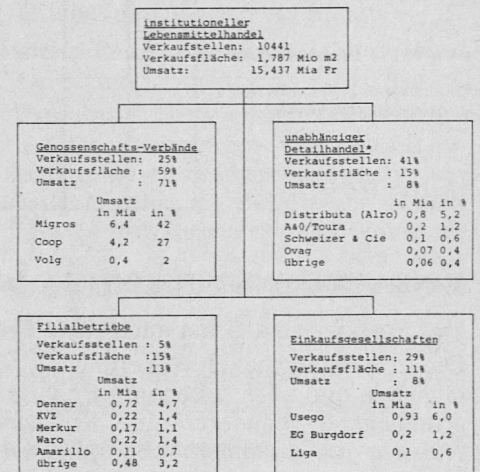 institutioneller
Lebensmittelhandel
Verkaufstellen: 10441
Verkaufsfläche: 1,787 Mio m2
Umsatz: 15,437 Mia Fr
Genossenschafts-Verbände
Verkaufsstellen: 25%
Verkaufsfläche : 59%
Umsatz : 71%
Umsatz
in Mia in %
Migros 6,4 42
Coop 4,2 27
Volg 0,4 2
unabhängiger
Detailhandel*
Verkaufsstellen: 41%
Verkaufsfläche : 15%
Umsatz : 8%
in Mia in %
Distributa (Alro) 0,8 5,2
A&O/Toura 0,2 1,2
Schweizer & Cie 0,1 0,6
Ovag 0,07 0,4
übrige 0,06 0,4
Filialbetriebe
Verkaufsstellen : 5%
Verkaufsfläche :15%
Umsatz :13%
Umsatz
in Mia in %
Denner 0,72 4,7
KVZ 0,22 1,4
Merkur 0,17 1,1
Waro 0,22 1,4
Amarillo 0,11 0,7
übrige 0,48 3,2
Einkaufsgesellschaften
Verkaufsstellen: 29%
Verkaufsfläche : 11%
Umsatz : 8%
Umsatz
in Mia in %
Usego 0,93 6,0
EG Burgdorf 0,2 1,2
Liga 0,1 0,6